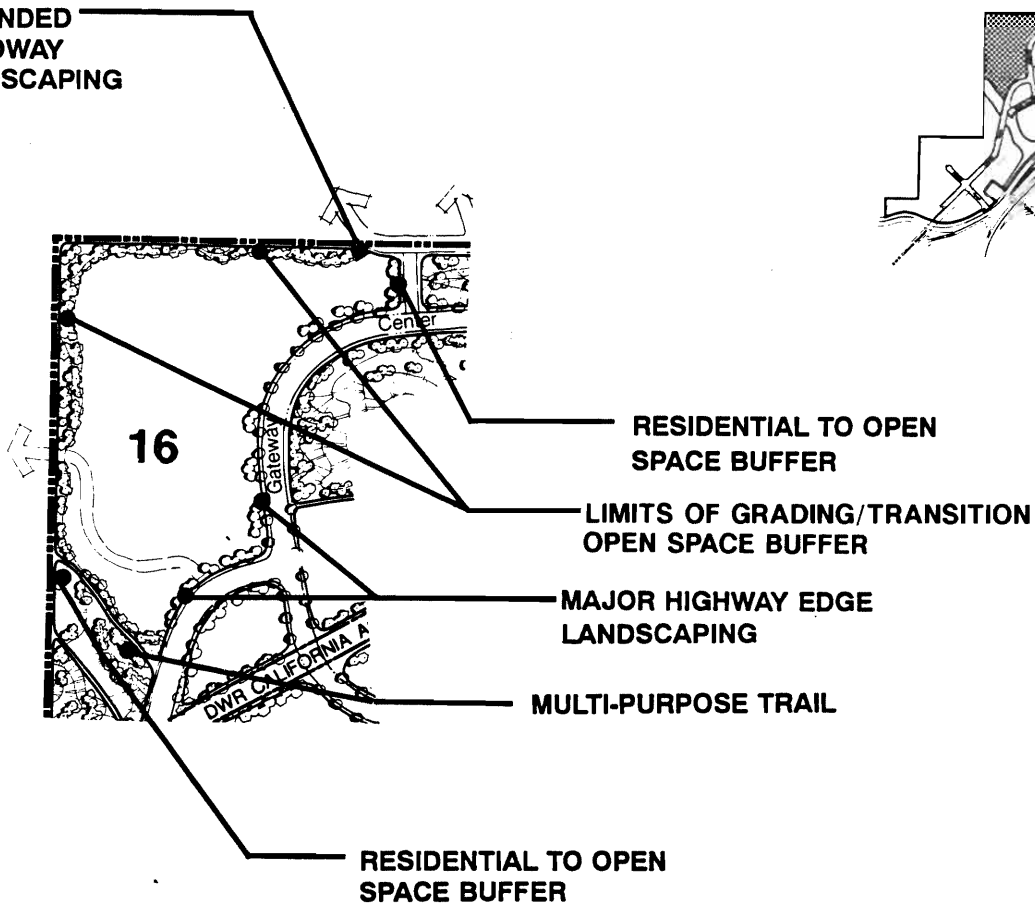 NDED
DWAY
SCAPING
Center
Gateway
16
RESIDENTIAL TO OPEN
SPACE BUFFER
LIMITS OF GRADING/TRANSITION
OPEN SPACE BUFFER
MAJOR HIGHWAY EDGE
LANDSCAPING
DWR CALIFORNIA A
MULTI-PURPOSE TRAIL
RESIDENTIAL TO OPEN
SPACE BUFFER